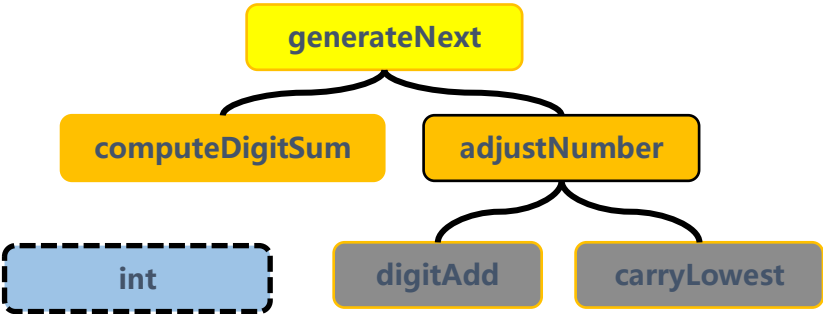 generateNext
computeDigitSum
adjustNumber
int
digitAdd
carryLowest